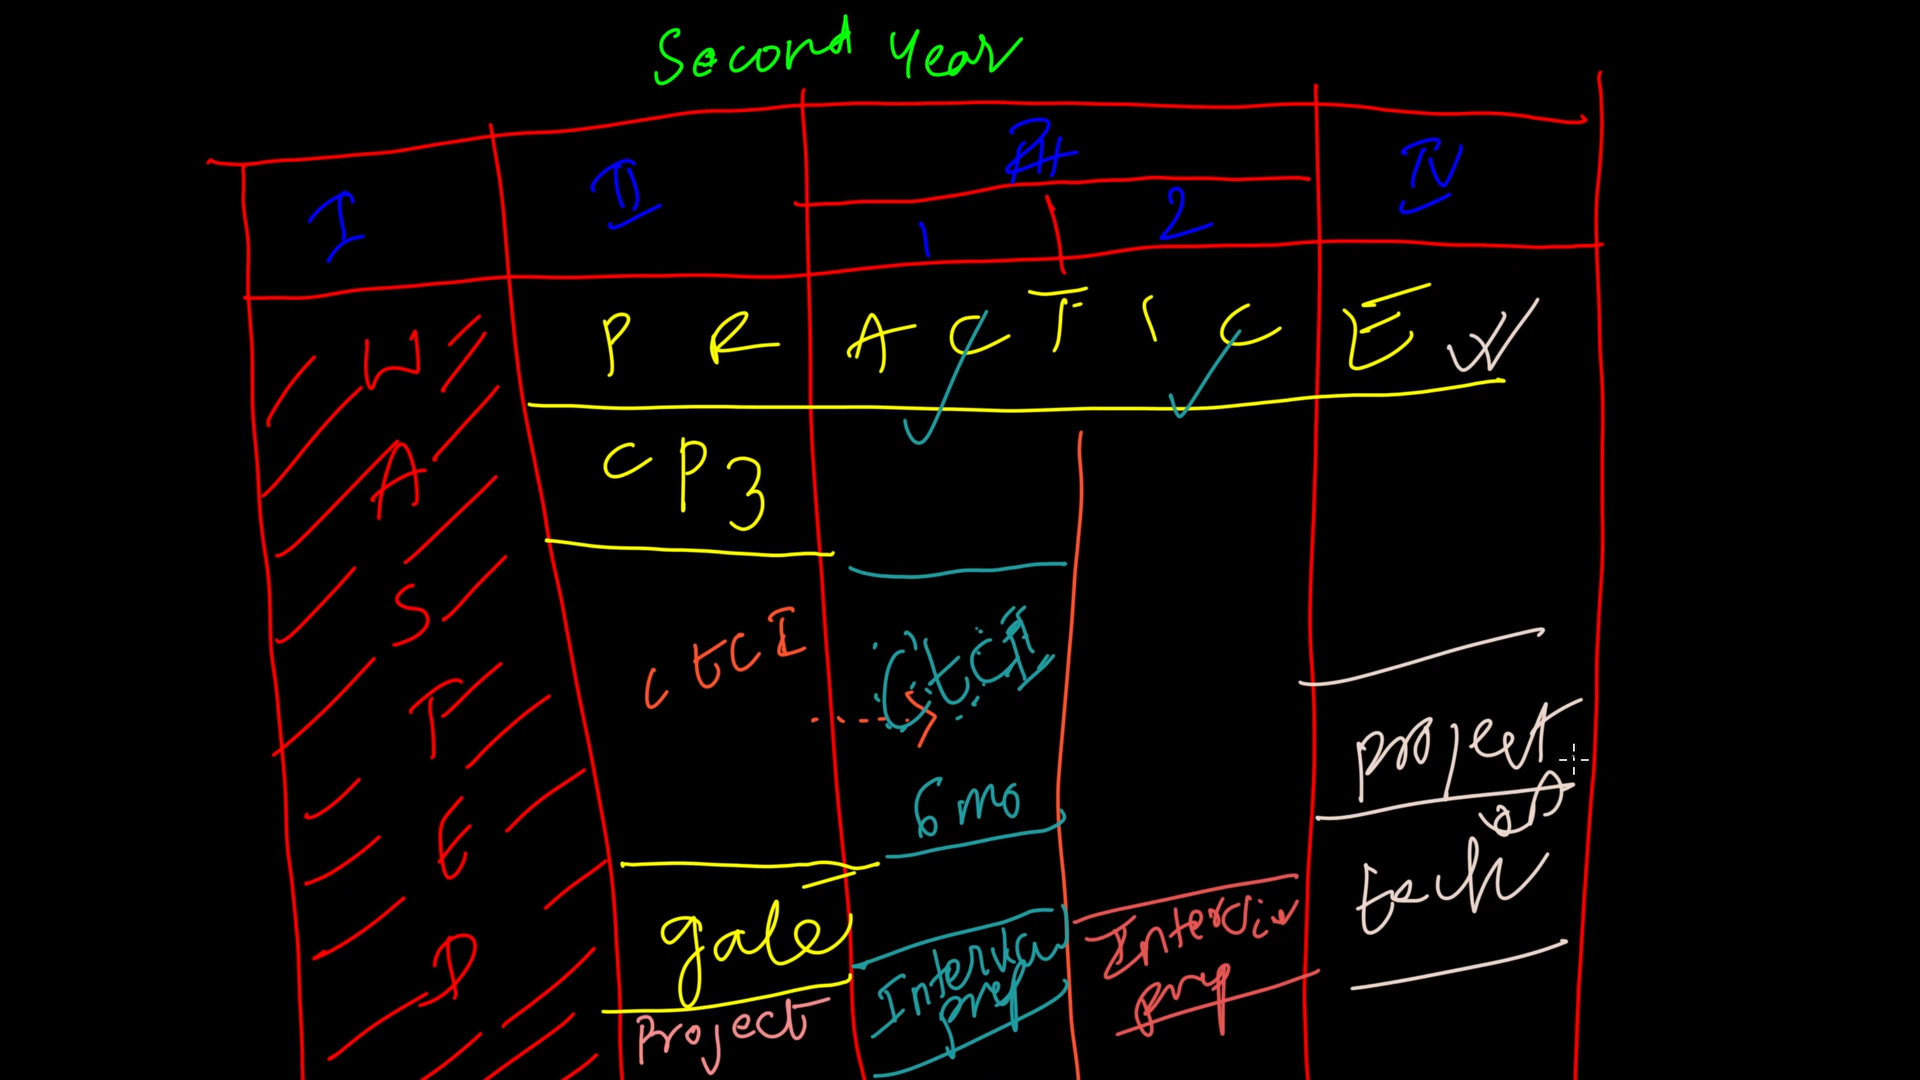 Second Year
I II III IV
1 2
P R A C T I C E
W A S T E D
CP3
CTCI
CtCI
6 mo
gate
Project
Interview
prep
Interview
prep
project
Tech